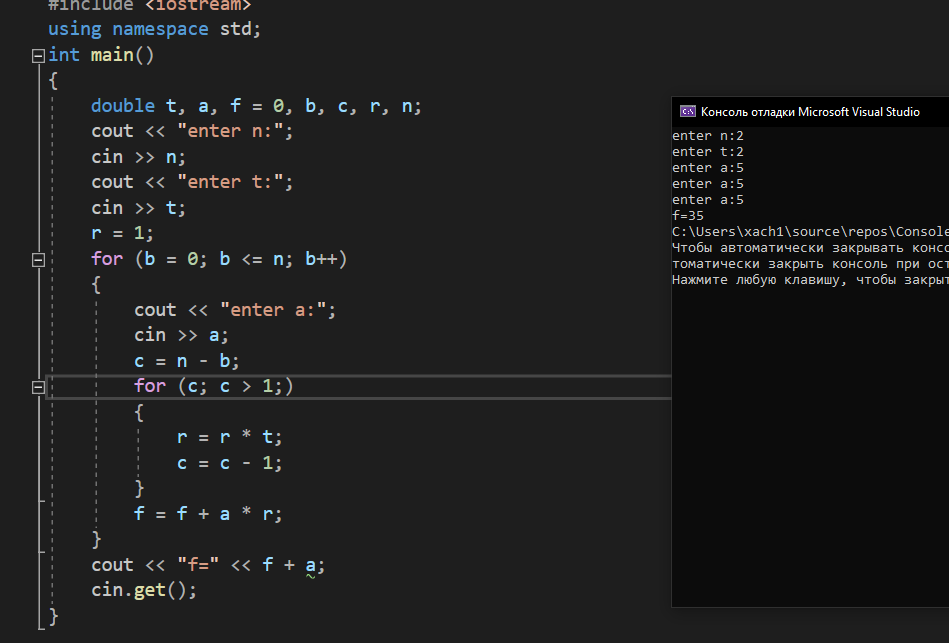 #include <iostream>
using namespace std;
int main()
{
double t, a, f = 0, b, c, r, n;
cout << "enter n:";
cin >> n;
cout << "enter t:";
cin >> t;
r = 1;
for (b = 0; b <= n; b++)
{
cout << "enter a:";
cin >> a;
c = n - b;
for (c; c > 1;)
{
r = r * t;
c = c - 1;
}
f = f + a * r;
}
cout << "f=" << f + a;
cin.get();
}
Консоль отладки Microsoft Visual Studio
enter n:2
enter t:2
enter a:5
enter a:5
enter a:5
f=35
C:\Users\xach1\source\repos\Console
Чтобы автоматически закрывать консо
томатически закрыть консоль при ост
Нажмите любую клавишу, чтобы закрыт